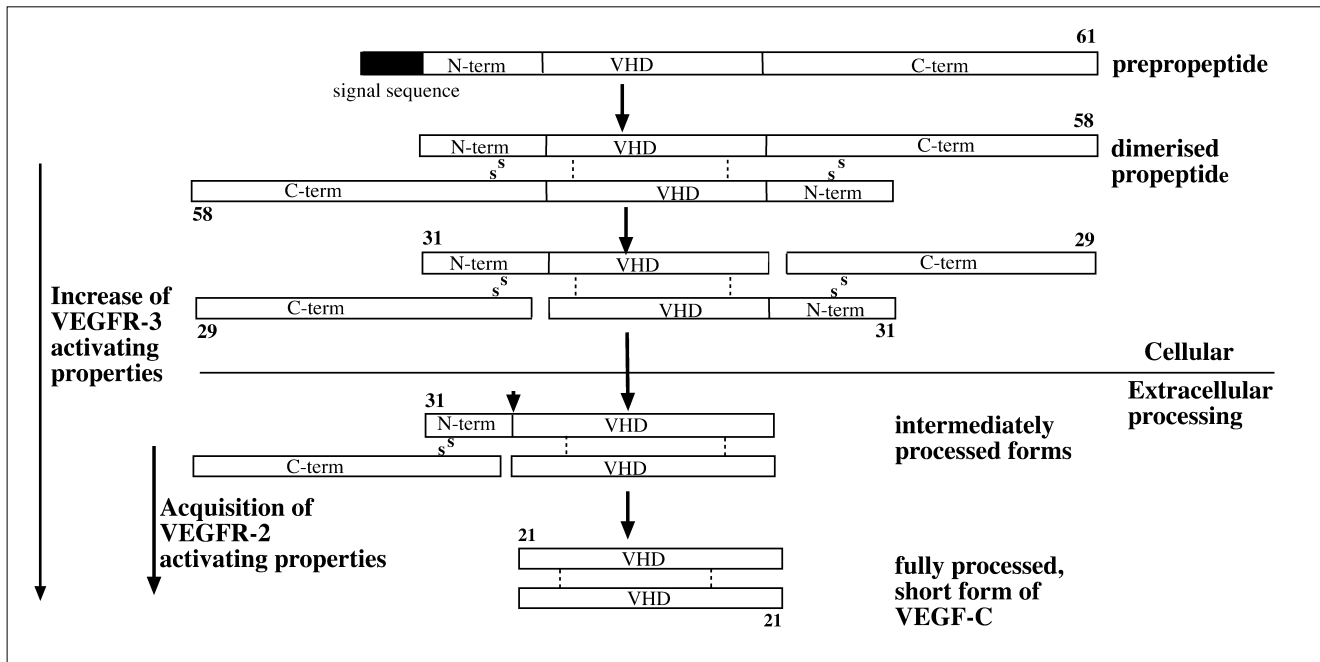 61
N-term VHD C-term prepropeptide
signal sequence
58
N-term VHD C-term dimerised
propeptide
s s s s
C-term VHD N-term
58
31 29
N-term VHD C-term
s s s s
C-term VHD N-term
29 31
Increase of
VEGFR-3
activating
properties
Cellular
Extracellular
processing
31
N-term VHD
s s
C-term VHD
intermediately
processed forms
Acquisition of
VEGFR-2
activating properties
21
VHD
VHD
21
fully processed,
short form of
VEGF-C